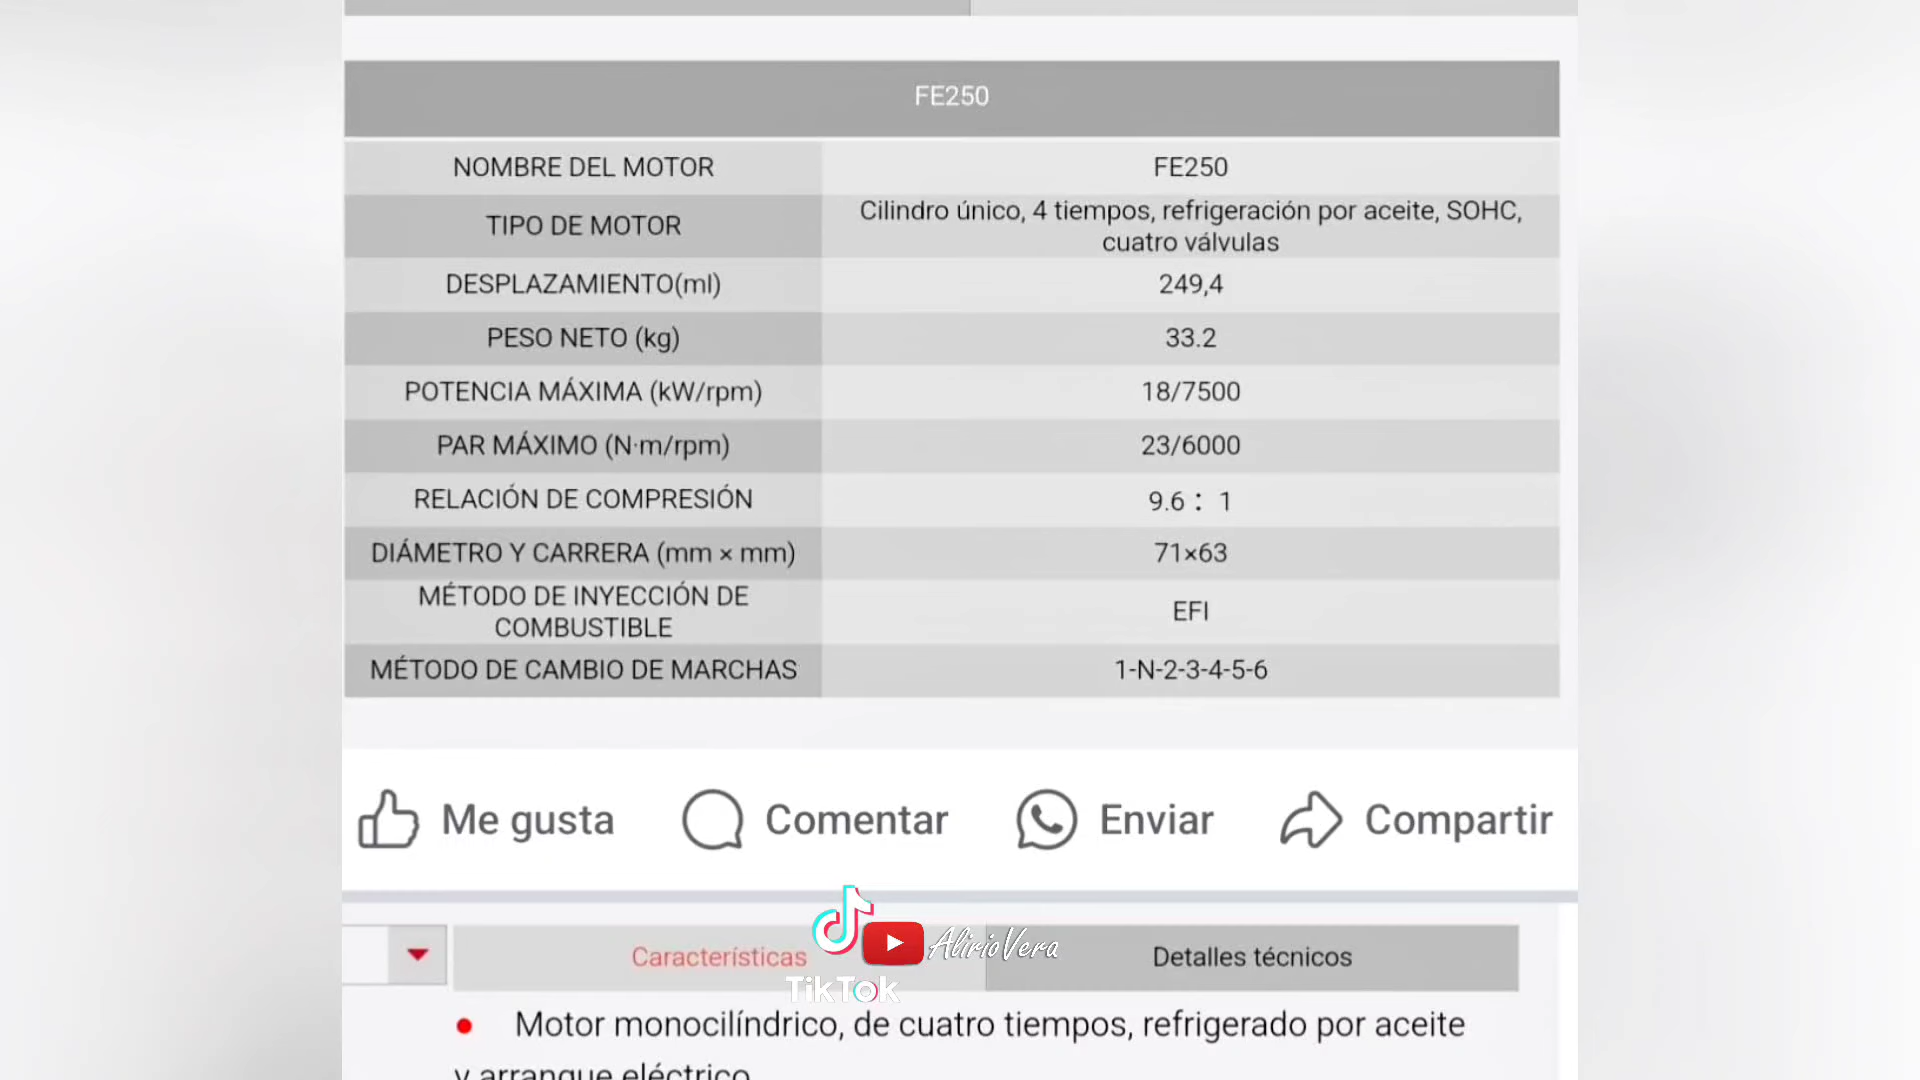 FE250
NOMBRE DEL MOTOR
FE250
TIPO DE MOTOR
Cilindro único, 4 tiempos, refrigeración por aceite, SOHC,
cuatro válvulas
DESPLAZAMIENTO(ml)
249,4
PESO NETO (kg)
33.2
POTENCIA MÁXIMA (kW/rpm)
18/7500
PAR MÁXIMO (N·m/rpm)
23/6000
RELACIÓN DE COMPRESIÓN
9.6： 1
DIÁMETRO Y CARRERA (mm × mm)
71×63
MÉTODO DE INYECCIÓN DE
COMBUSTIBLE
EFI
MÉTODO DE CAMBIO DE MARCHAS
1-N-2-3-4-5-6
Me gusta
Comentar
Enviar
Compartir
Características
AlirioVera
Detalles técnicos
TikTok
Motor monocilíndrico, de cuatro tiempos, refrigerado por aceite
y arranque eléctrico